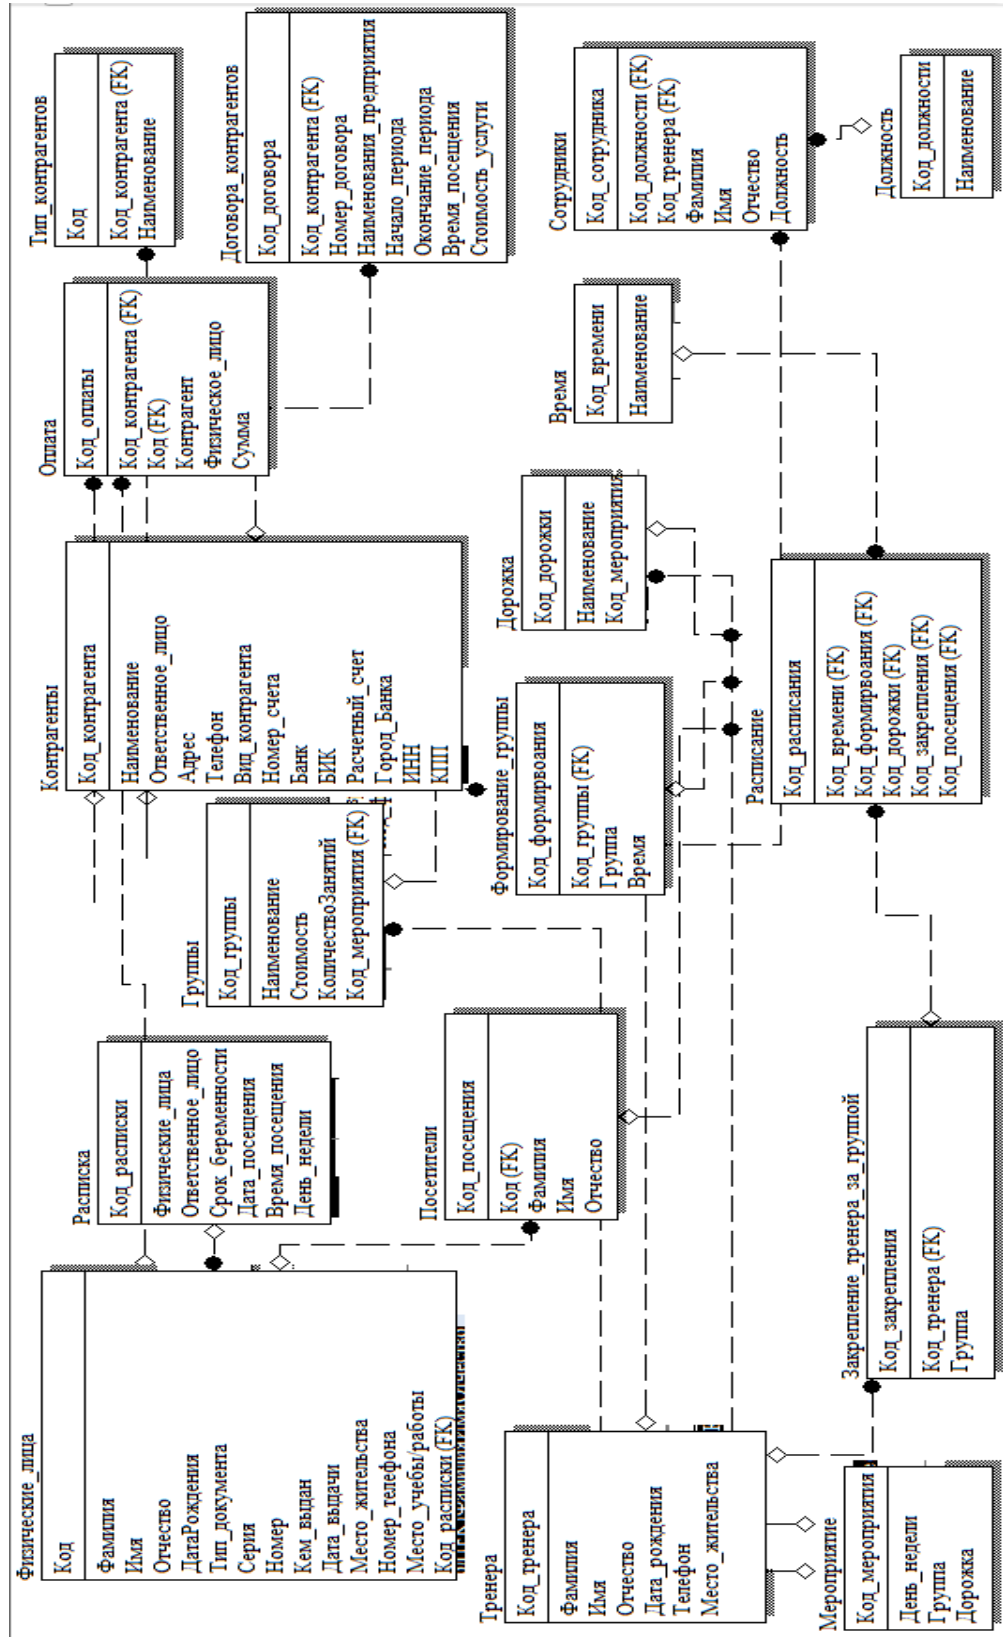 Физические_лица
Код
Фамилия
Имя
Отчество
ДатаРождения
Тип_документа
Серия
Номер
Кем_выдан
Дата_выдачи
Место_жительства
Номер_телефона
Место_учебы/работы
Код_расписки (FK)
Расписка
Код_расписки
Физические_лица
Ответственное_лицо
Срок_беременности
Дата_посещения
Время_посещения
День_недели
Группы
Код_группы
Наименование
Стоимость
КоличествоЗанятий
Код_мероприятия (FK)
Контрагенты
Код_контрагента
Наименование
Ответственное_лицо
Адрес
Телефон
Вид_контрагента
Номер_счета
Банк
БИК
Расчетный_счет
Город_Банка
ИНН
КПП
Оплата
Код_оплаты
Код_контрагента (FK)
Код (FK)
Контрагент
Физическое_лицо
Сумма
Тип_контрагентов
Код
Код_контрагента (FK)
Наименование
Договора_контрагентов
Код_договора
Код_контрагента (FK)
Номер_договора
Наименования_предприятия
Начало_периода
Окончание_периода
Время_посещения
Стоимость_услуги
Тренера
Код_тренера
Фамилия
Имя
Отчество
Дата_рождения
Телефон
Место_жительства
Посетители
Код_посещения
Код (FK)
Фамилия
Имя
Отчество
Формирование_группы
Код_формирвоания
Код_группы (FK)
Группа
Время
Дорожка
Код_дорожки
Наименование
Код_мероприятия
Время
Код_времени
Наименование
Сотрудники
Код_сотрудника
Код_должности (FK)
Код_тренера (FK)
Фамилия
Имя
Отчество
Должность
Мероприятие
Код_мероприятия
День_недели
Группа
Дорожка
Закрепление_тренера_за_группой
Код_закрепления
Код_тренера (FK)
Группа
Расписание
Код_расписания
Код_времени (FK)
Код_формирвоания (FK)
Код_дорожки (FK)
Код_закрепления (FK)
Код_посещения (FK)
Должность
Код_должности
Наименование